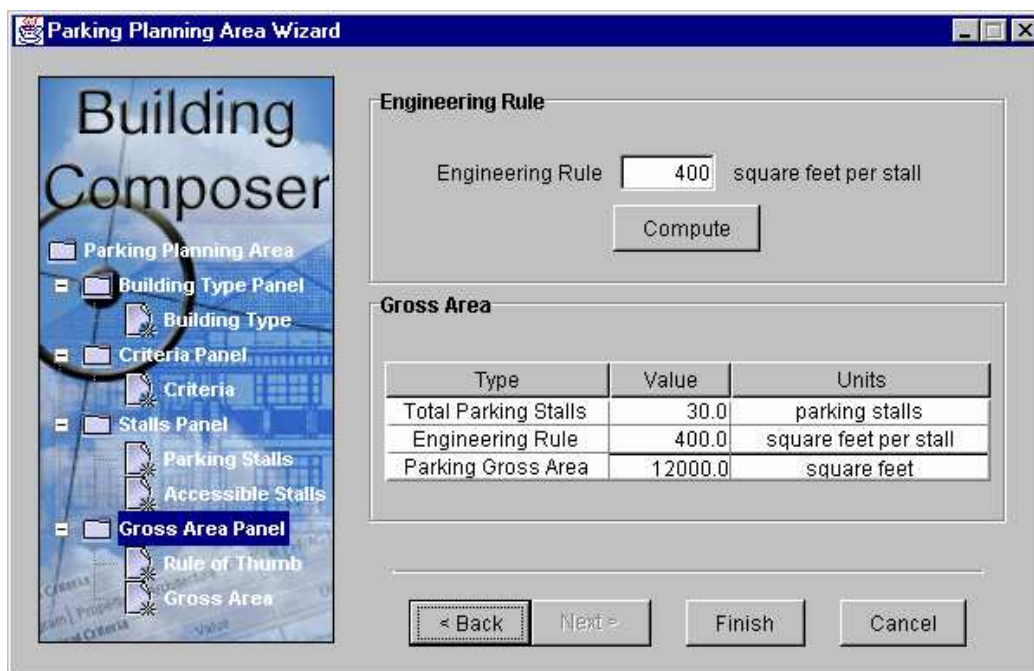 Parking Planning Area Wizard
Building
Composer
Parking Planning Area
Building Type Panel
Building Type
Criteria Panel
Criteria
Stalls Panel
Parking Stalls
Accessible Stalls
Gross Area Panel
Rule of Thumb
Gross Area
Criteria
Value
Engineering Rule
Engineering Rule 400 square feet per stall
Compute
Gross Area
Type Value Units
Total Parking Stalls 30.0 parking stalls
Engineering Rule 400.0 square feet per stall
Parking Gross Area 12000.0 square feet
< Back Next > Finish Cancel